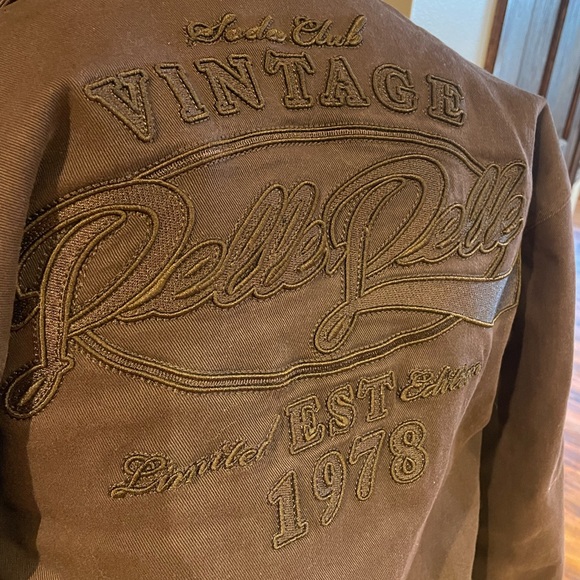 Soda Club
VINTAGE
Pelle Pelle
Limited EST Edition
1978